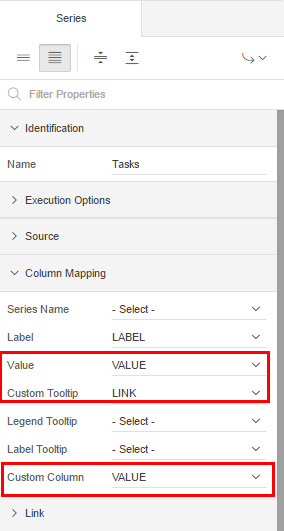 Series
Filter Properties
Identification
Name Tasks
Execution Options
Source
Column Mapping
Series Name - Select -
Label LABEL
Value VALUE
Custom Tooltip LINK
Legend Tooltip - Select -
Label Tooltip - Select -
Custom Column VALUE
Link